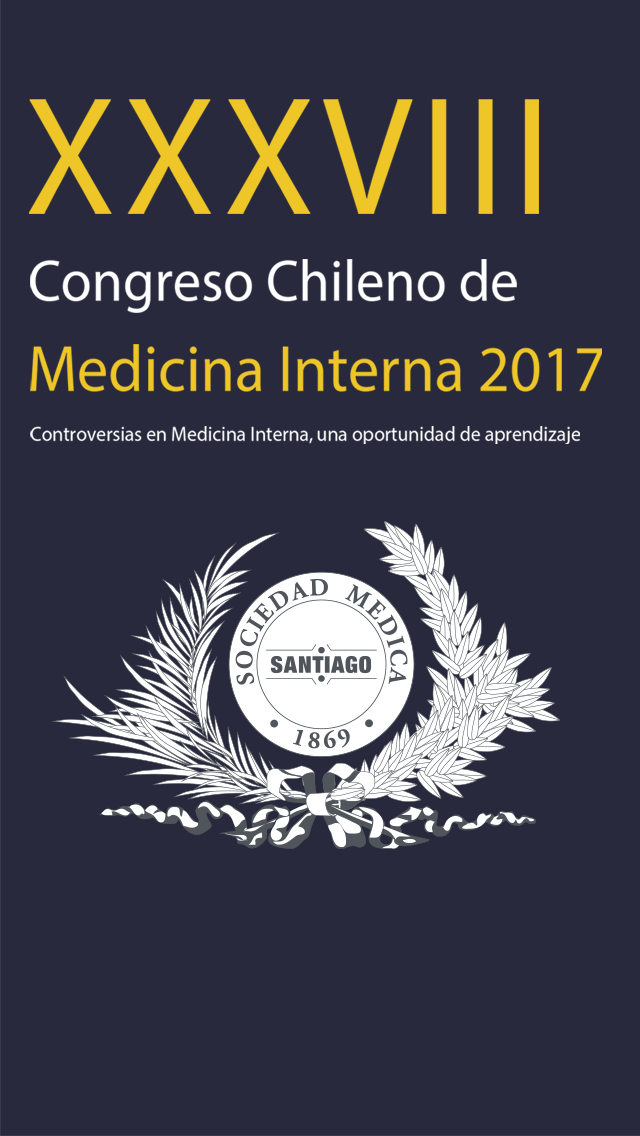 XXXVIII
Congreso Chileno de
Medicina Interna 2017
Controversias en Medicina Interna, una oportunidad de aprendizaje
SOCIEDAD MEDICA
SANTIAGO
1869